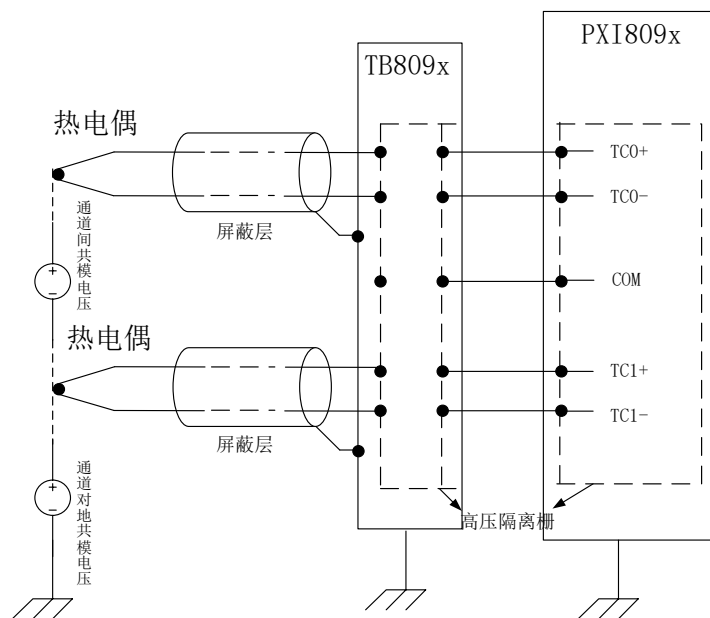 PXI809x
TB809x
热电偶
TC0+
TC0-
通道间共模电压
屏蔽层
+
−
COM
热电偶
TC1+
TC1-
屏蔽层
通道对地共模电压
+
−
高压隔离栅